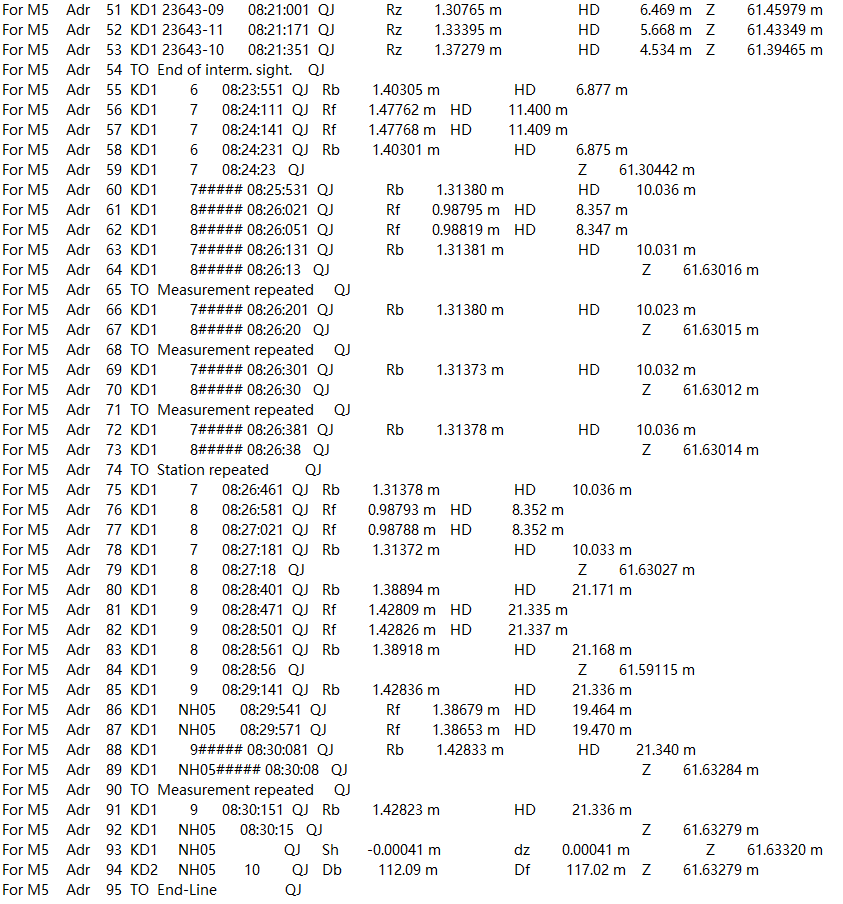 For M5 Adr 51 KD1 23643-09 08:21:001 QJ Rz 1.30765 m HD 6.469 m Z 61.45979 m
For M5 Adr 52 KD1 23643-11 08:21:171 QJ Rz 1.33395 m HD 5.668 m Z 61.43349 m
For M5 Adr 53 KD1 23643-10 08:21:351 QJ Rz 1.37279 m HD 4.534 m Z 61.39465 m
For M5 Adr 54 TO End of interm. sight. QJ
For M5 Adr 55 KD1 6 08:23:551 QJ Rb 1.40305 m HD 6.877 m
For M5 Adr 56 KD1 7 08:24:111 QJ Rf 1.47762 m HD 11.400 m
For M5 Adr 57 KD1 7 08:24:141 QJ Rf 1.47768 m HD 11.409 m
For M5 Adr 58 KD1 6 08:24:231 QJ Rb 1.40301 m HD 6.875 m
For M5 Adr 59 KD1 7 08:24:23 QJ Z 61.30442 m
For M5 Adr 60 KD1 7##### 08:25:531 QJ Rb 1.31380 m HD 10.036 m
For M5 Adr 61 KD1 8##### 08:26:021 QJ Rf 0.98795 m HD 8.357 m
For M5 Adr 62 KD1 8##### 08:26:051 QJ Rf 0.98819 m HD 8.347 m
For M5 Adr 63 KD1 7##### 08:26:131 QJ Rb 1.31381 m HD 10.031 m
For M5 Adr 64 KD1 8##### 08:26:13 QJ Z 61.63016 m
For M5 Adr 65 TO Measurement repeated QJ
For M5 Adr 66 KD1 7##### 08:26:201 QJ Rb 1.31380 m HD 10.023 m
For M5 Adr 67 KD1 8##### 08:26:20 QJ Z 61.63015 m
For M5 Adr 68 TO Measurement repeated QJ
For M5 Adr 69 KD1 7##### 08:26:301 QJ Rb 1.31373 m HD 10.032 m
For M5 Adr 70 KD1 8##### 08:26:30 QJ Z 61.63012 m
For M5 Adr 71 TO Measurement repeated QJ
For M5 Adr 72 KD1 7##### 08:26:381 QJ Rb 1.31378 m HD 10.036 m
For M5 Adr 73 KD1 8##### 08:26:38 QJ Z 61.63014 m
For M5 Adr 74 TO Station repeated QJ
For M5 Adr 75 KD1 7 08:26:461 QJ Rb 1.31378 m HD 10.036 m
For M5 Adr 76 KD1 8 08:26:581 QJ Rf 0.98793 m HD 8.352 m
For M5 Adr 77 KD1 8 08:27:021 QJ Rf 0.98788 m HD 8.352 m
For M5 Adr 78 KD1 7 08:27:181 QJ Rb 1.31372 m HD 10.033 m
For M5 Adr 79 KD1 8 08:27:18 QJ Z 61.63027 m
For M5 Adr 80 KD1 8 08:28:401 QJ Rb 1.38894 m HD 21.171 m
For M5 Adr 81 KD1 9 08:28:471 QJ Rf 1.42809 m HD 21.335 m
For M5 Adr 82 KD1 9 08:28:501 QJ Rf 1.42826 m HD 21.337 m
For M5 Adr 83 KD1 8 08:28:561 QJ Rb 1.38918 m HD 21.168 m
For M5 Adr 84 KD1 9 08:28:56 QJ Z 61.59115 m
For M5 Adr 85 KD1 9 08:29:141 QJ Rb 1.42836 m HD 21.336 m
For M5 Adr 86 KD1 NH05 08:29:541 QJ Rf 1.38679 m HD 19.464 m
For M5 Adr 87 KD1 NH05 08:29:571 QJ Rf 1.38653 m HD 19.470 m
For M5 Adr 88 KD1 9##### 08:30:081 QJ Rb 1.42833 m HD 21.340 m
For M5 Adr 89 KD1 NH05##### 08:30:08 QJ Z 61.63284 m
For M5 Adr 90 TO Measurement repeated QJ
For M5 Adr 91 KD1 9 08:30:151 QJ Rb 1.42823 m HD 21.336 m
For M5 Adr 92 KD1 NH05 08:30:15 QJ Z 61.63279 m
For M5 Adr 93 KD1 NH05 QJ Sh -0.00041 m dz 0.00041 m Z 61.63320 m
For M5 Adr 94 KD2 NH05 10 QJ Db 112.09 m Df 117.02 m Z 61.63279 m
For M5 Adr 95 TO End-Line QJ